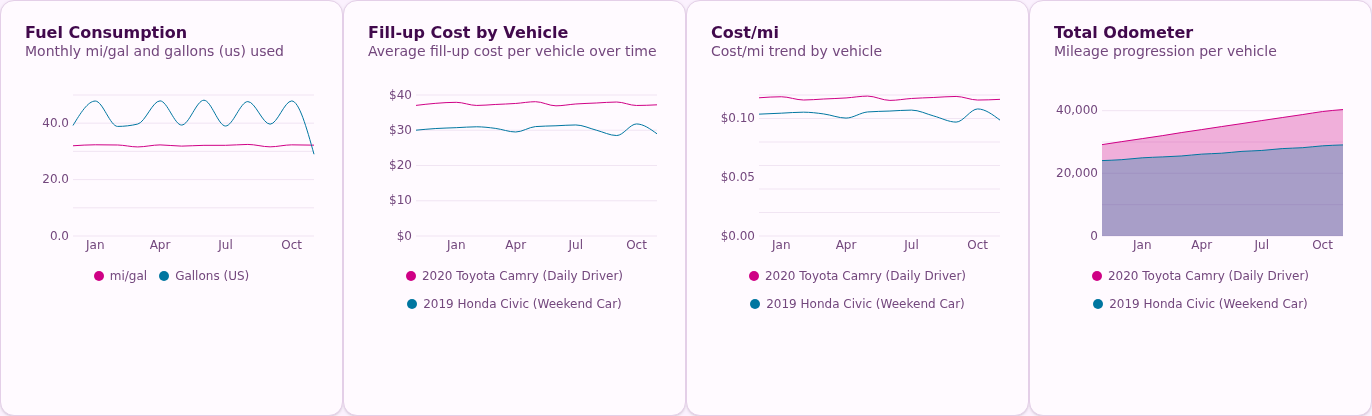 Fuel Consumption
Monthly mi/gal and gallons (us) used
40.0
20.0
0.0
Jan Apr Jul Oct
mi/gal Gallons (US)
Fill-up Cost by Vehicle
Average fill-up cost per vehicle over time
$40
$30
$20
$10
$0
Jan Apr Jul Oct
2020 Toyota Camry (Daily Driver)
2019 Honda Civic (Weekend Car)
Cost/mi
Cost/mi trend by vehicle
$0.10
$0.05
$0.00
Jan Apr Jul Oct
2020 Toyota Camry (Daily Driver)
2019 Honda Civic (Weekend Car)
Total Odometer
Mileage progression per vehicle
40,000
20,000
0
Jan Apr Jul Oct
2020 Toyota Camry (Daily Driver)
2019 Honda Civic (Weekend Car)